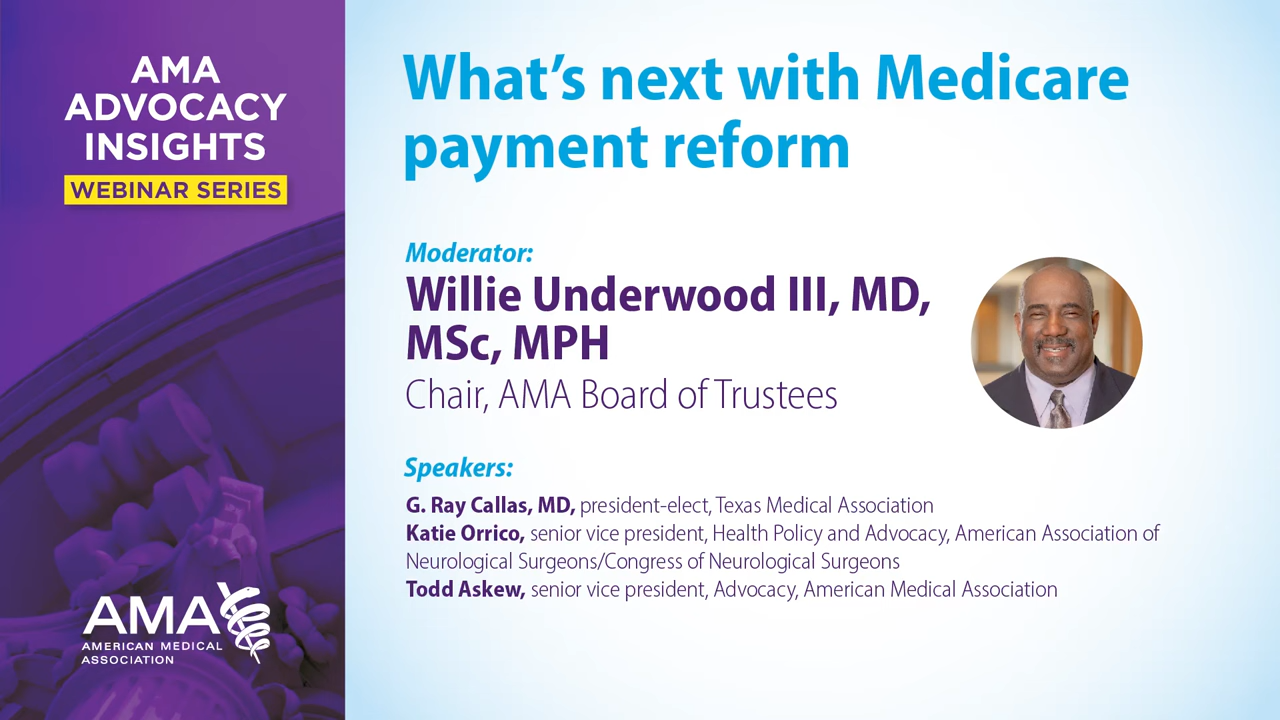 AMA
ADVOCACY
INSIGHTS
WEBINAR SERIES
What’s next with Medicare
payment reform
Moderator:
Willie Underwood III, MD,
MSc, MPH
Chair, AMA Board of Trustees
Speakers:
G. Ray Callas, MD, president-elect, Texas Medical Association
Katie Orrico, senior vice president, Health Policy and Advocacy, American Association of
Neurological Surgeons/Congress of Neurological Surgeons
Todd Askew, senior vice president, Advocacy, American Medical Association
AMA
AMERICAN MEDICAL
ASSOCIATION